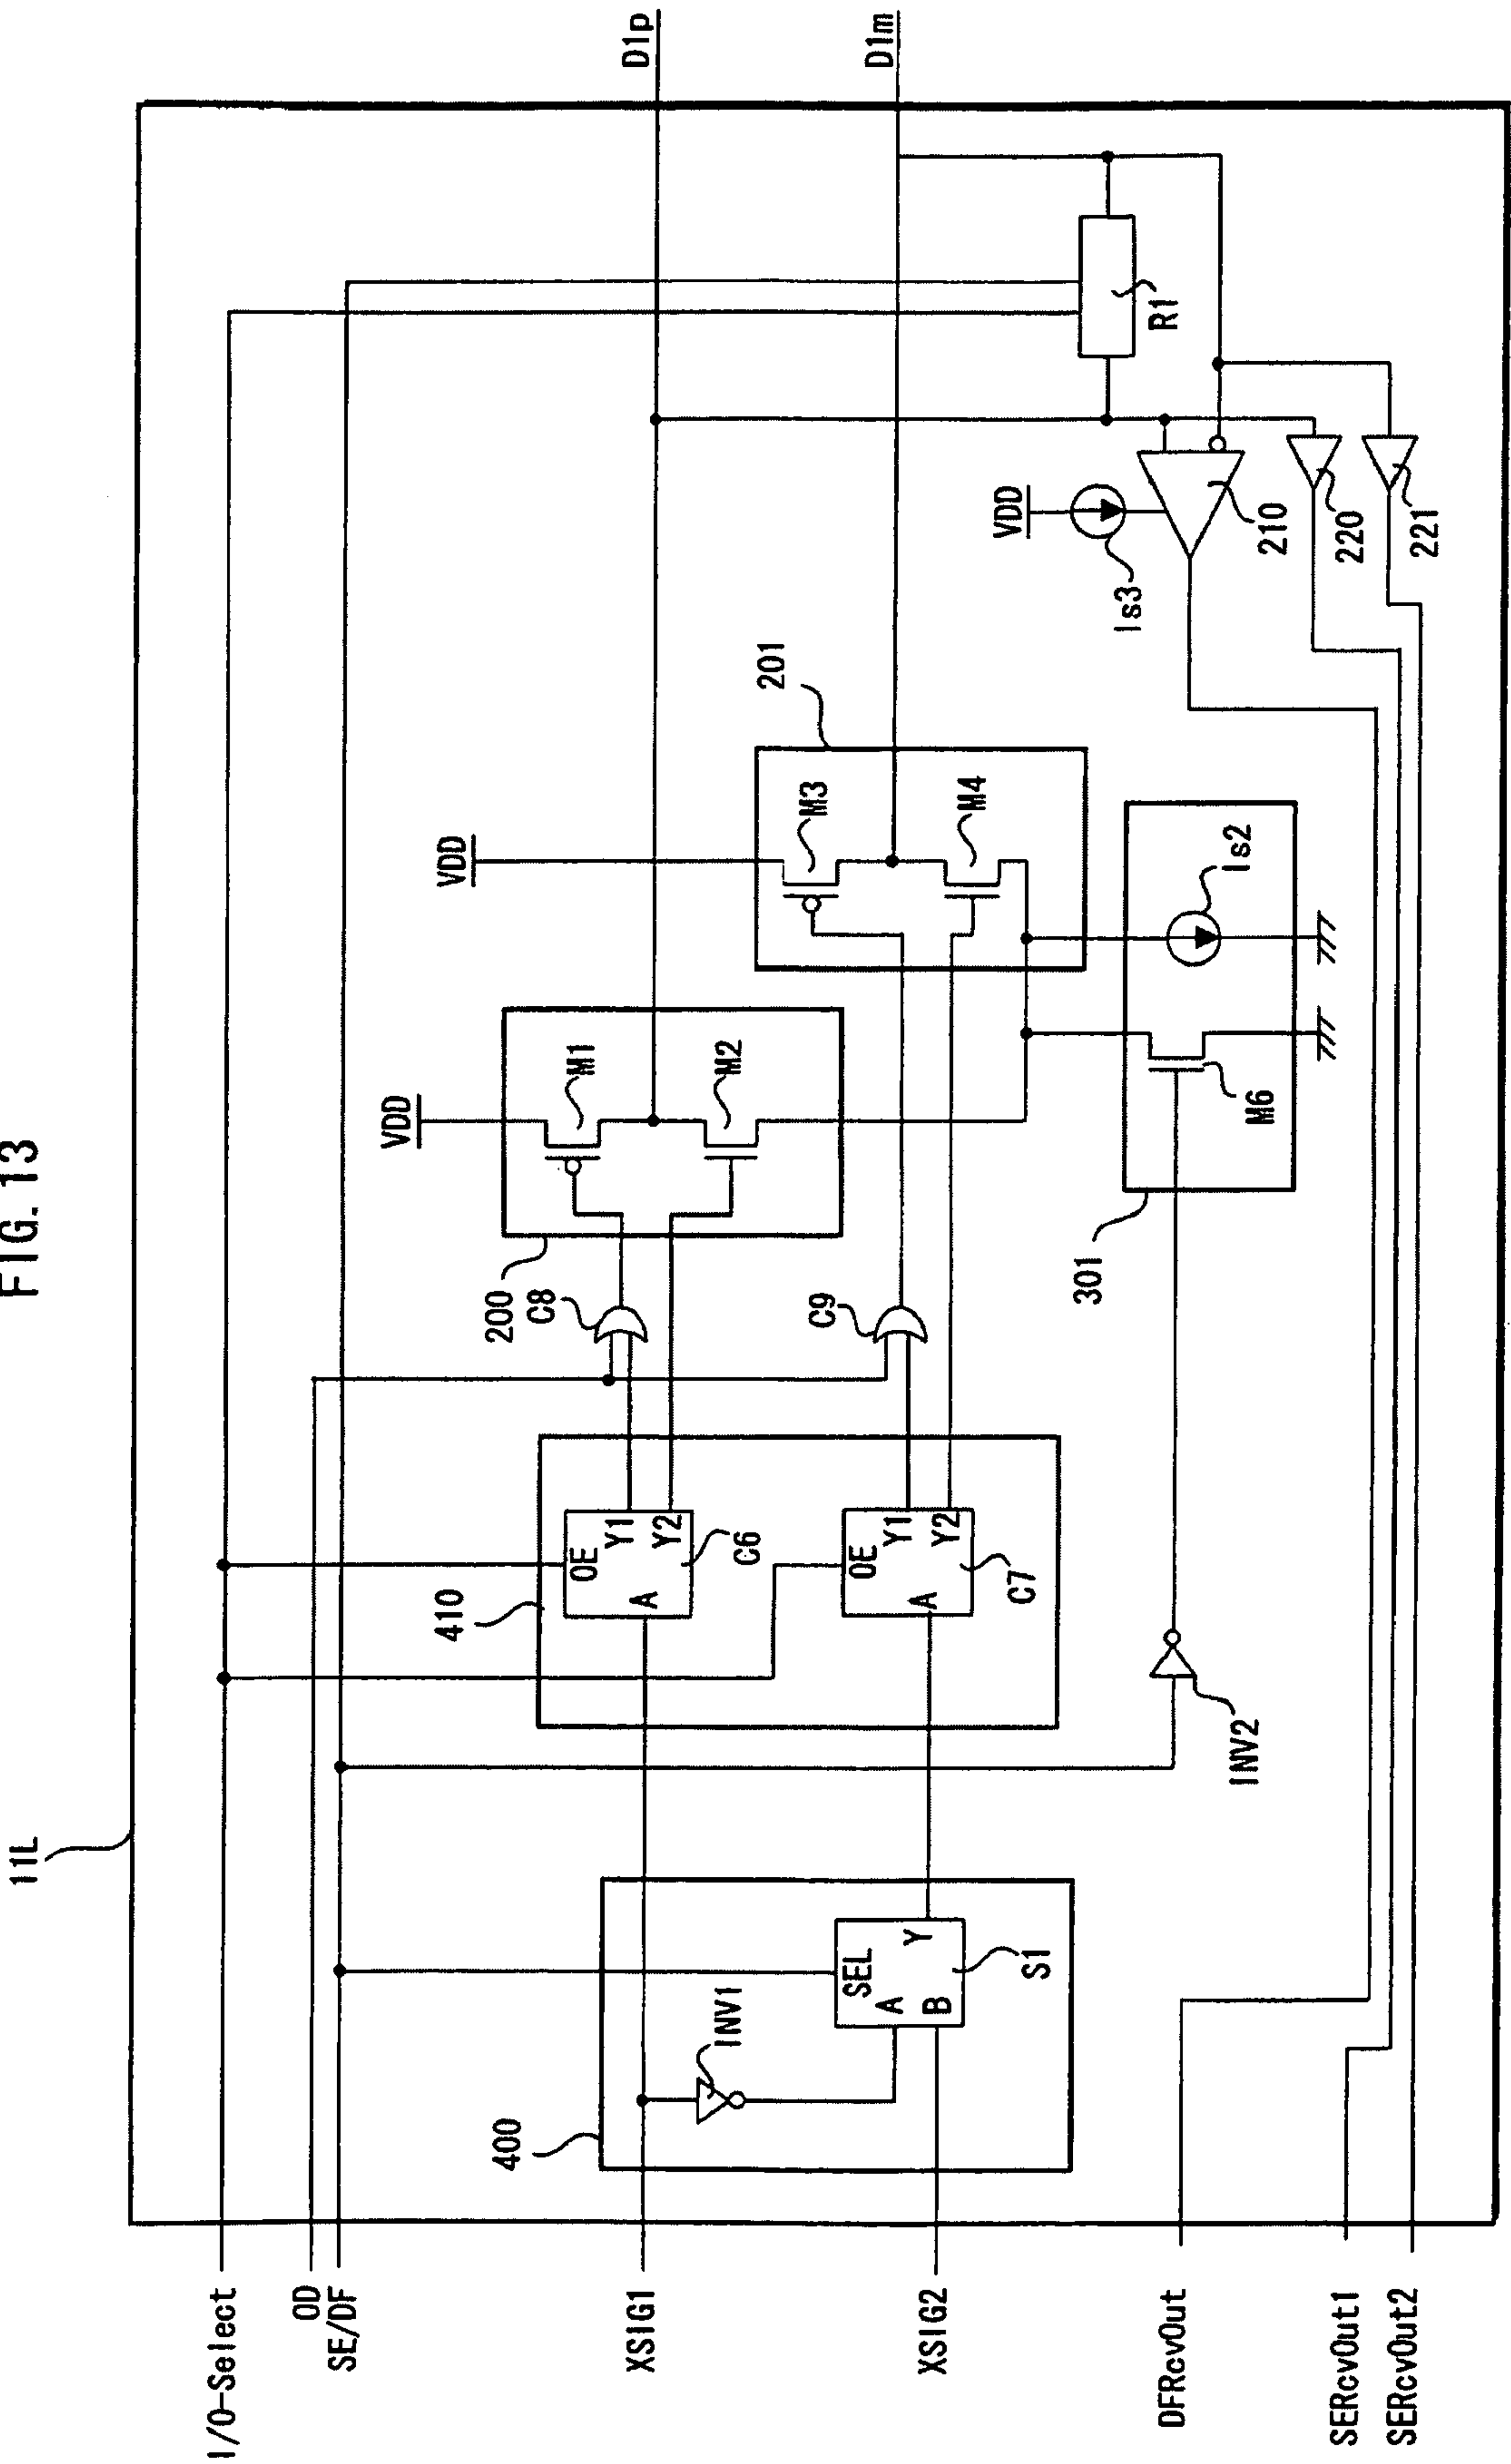 FIG. 13
11L
I/O-Select
OD
SE/DF
XSIG1
XSIG2
DFRcvOut
SERcvOut1
SERcvOut2
D1p
D1m
400
INV1
SEL
A
B
Y
S1
410
OE
A
Y1
Y2
C6
OE
A
Y1
Y2
C7
INV2
C8
C9
200
VDD
M1
M2
201
VDD
M3
M4
301
M6
Is2
VDD
Is3
210
220
221
R1